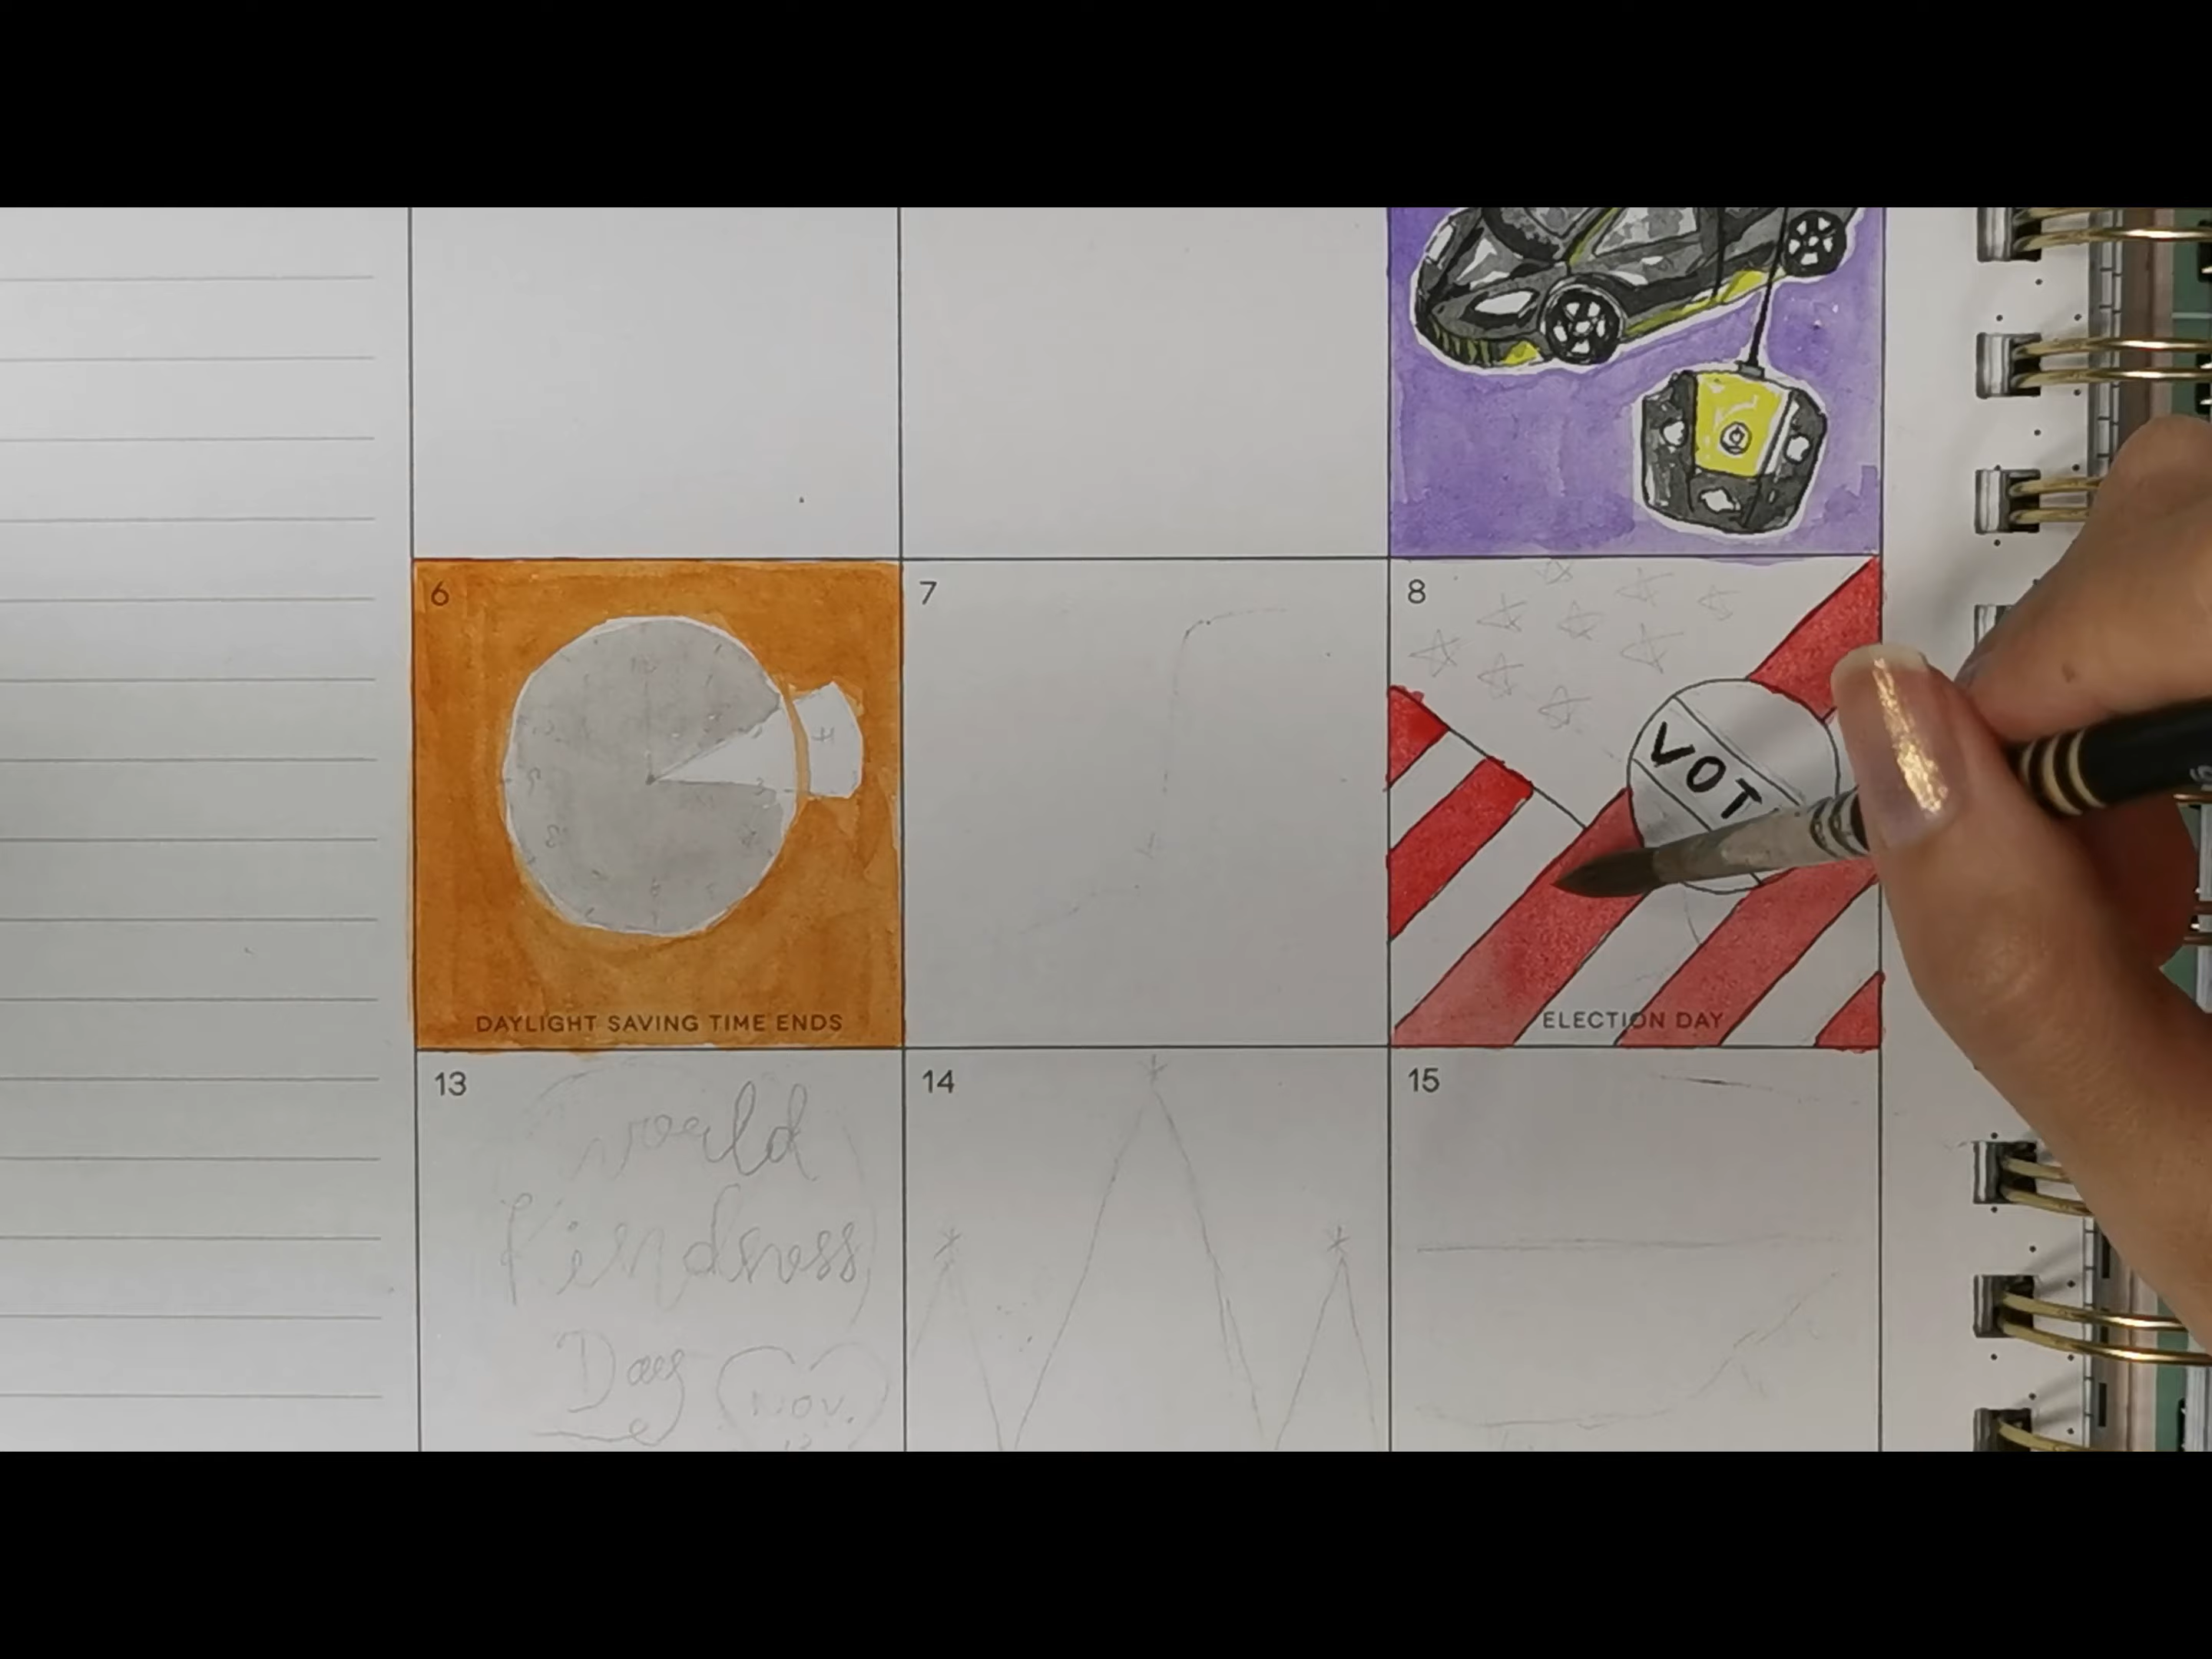 6
7
8
VOT
DAYLIGHT SAVING TIME ENDS
ELECTION DAY
13
14
15
world
Kindness
Day
Nov.